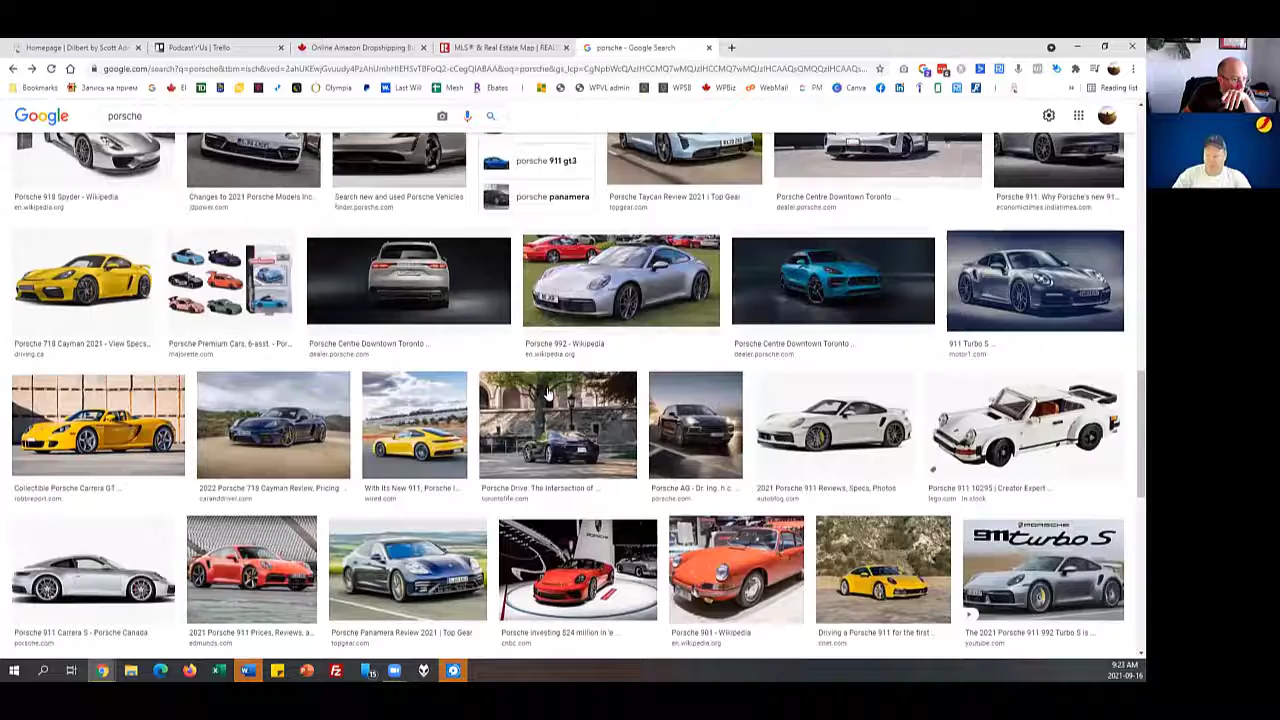 Homepage | Dilbert by Scott Ad
Podcast'r'Us | Trello
Online Amazon Dropshipping B
MLS® & Real Estate Map | REAL
porsche - Google Search
Bookmarks
Запись на прием
EI
TD
Olympia
Last Will
Mesh
Ebates
WPVL admin
WPSB
WPBiz
WebMail
PM
Canva
Reading list
Google
porsche
porsche 911 gt3
porsche panamera
Porsche 918 Spyder - Wikipedia
en.wikipedia.org
Changes to 2021 Porsche Models Inc...
jdpower.com
Search new and used Porsche Vehicles
finder.porsche.com
Porsche Taycan Review 2021 | Top Gear
topgear.com
Porsche Centre Downtown Toronto ...
dealer.porsche.com
Porsche 911: Why Porsche's new 91...
economictimes.indiatimes.com
Porsche 718 Cayman 2021 - View Specs...
driving.ca
Porsche Premium Cars, 6-asst. - Por...
majorette.com
Porsche Centre Downtown Toronto ...
dealer.porsche.com
Porsche 992 - Wikipedia
en.wikipedia.org
Porsche Centre Downtown Toronto ...
dealer.porsche.com
911 Turbo S ...
motor1.com
Collectible Porsche Carrera GT ...
robbreport.com
2022 Porsche 718 Cayman Review, Pricing
caranddriver.com
With Its New 911, Porsche I...
wired.com
Porsche Drive: The Intersection of ...
torontolife.com
Porsche AG - Dr. Ing. h.c. ...
porsche.com
2021 Porsche 911 Reviews, Specs, Photos
autoblog.com
Porsche 911 10295 | Creator Expert ...
lego.com · In stock
PORSCHE
911 turbo S
Porsche 911 Carrera S - Porsche Canada
porsche.com
2021 Porsche 911 Prices, Reviews, a...
edmunds.com
Porsche Panamera Review 2021 | Top Gear
topgear.com
Porsche investing $24 million in 'e...
cnbc.com
Porsche 901 - Wikipedia
en.wikipedia.org
Driving a Porsche 911 for the first ...
cnet.com
The 2021 Porsche 911 992 Turbo S is ...
youtube.com
9:23 AM
2021-09-16